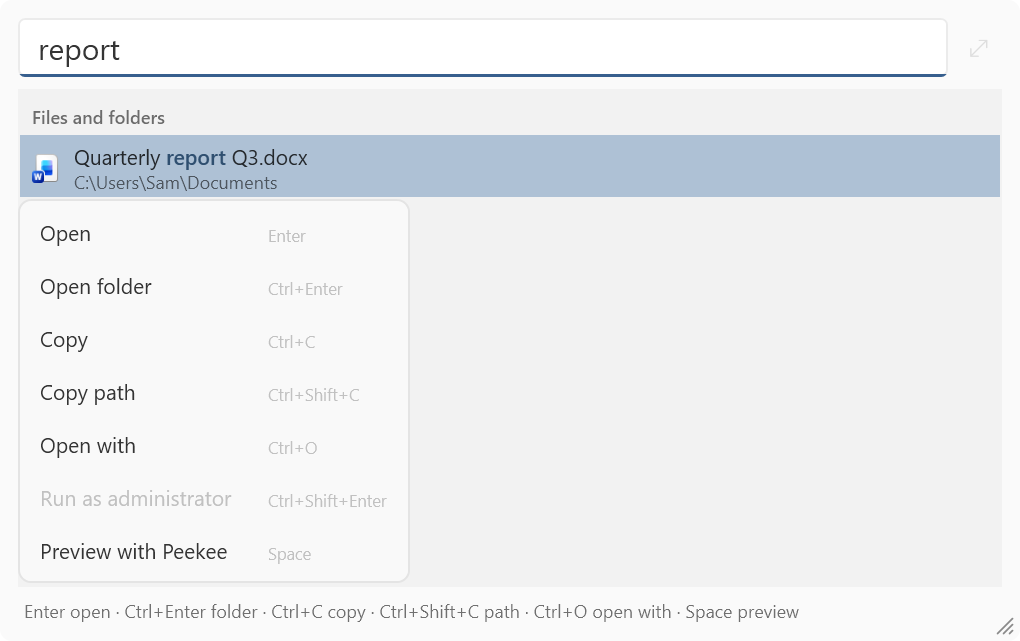 report
Files and folders
Quarterly report Q3.docx
W
C:\Users\Sam\Documents
Open Enter
Open folder Ctrl+Enter
Copy Ctrl+C
Copy path Ctrl+Shift+C
Open with Ctrl+O
Run as administrator Ctrl+Shift+Enter
Preview with Peekee Space
Enter open · Ctrl+Enter folder · Ctrl+C copy · Ctrl+Shift+C path · Ctrl+O open with · Space preview